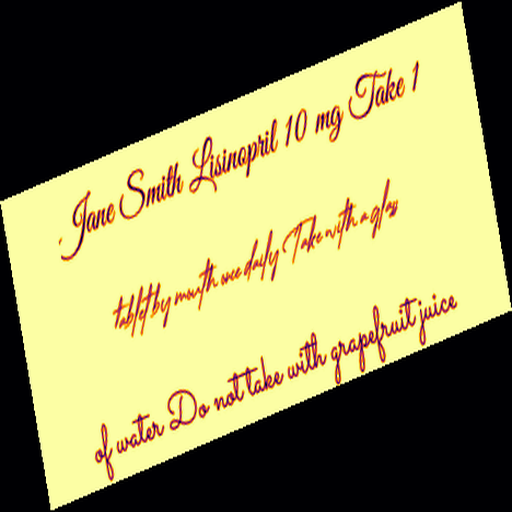 Jane Smith Lisinopril 10 mg Take 1
tablet by mouth once daily Take with a glass
of water Do not take with grapefruit juice